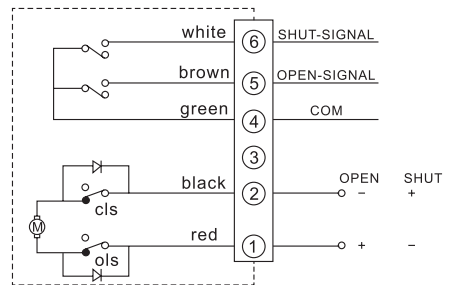 white 6 SHUT-SIGNAL
brown 5 OPEN-SIGNAL
green 4 COM
3
OPEN SHUT
black 2 − +
cls
M
red 1 + −
ols